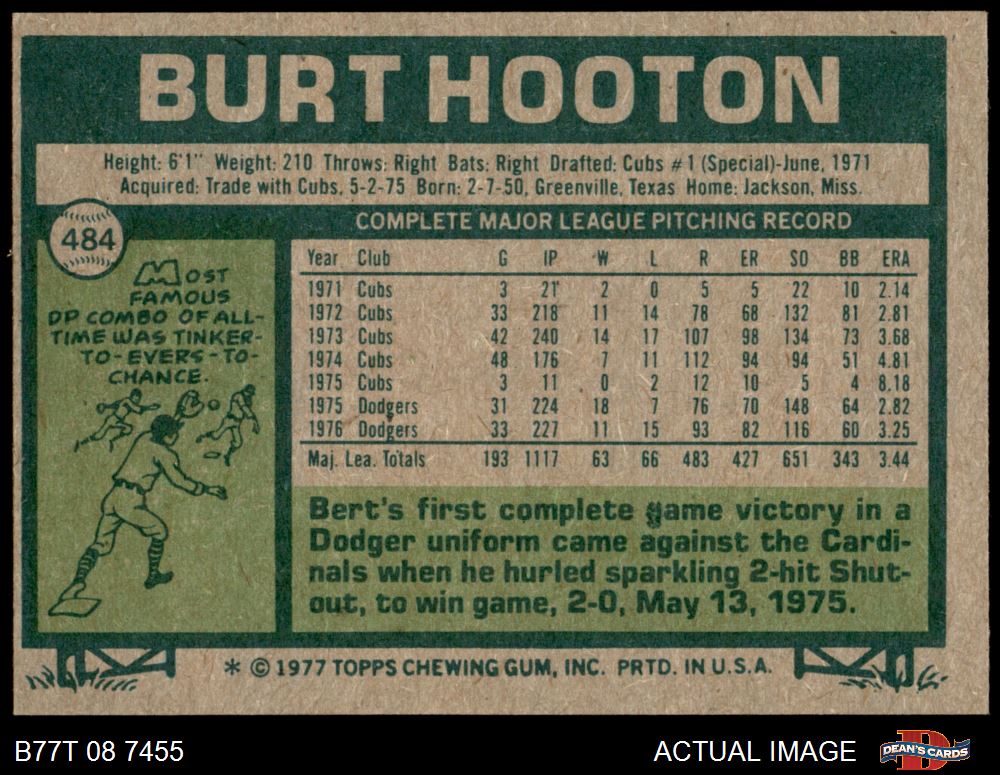 BURT HOOTON
Height: 6'1" Weight: 210 Throws: Right Bats: Right Drafted: Cubs #1 (Special)-June, 1971
Acquired: Trade with Cubs, 5-2-75 Born: 2-7-50, Greenville, Texas Home: Jackson, Miss.
484
COMPLETE MAJOR LEAGUE PITCHING RECORD
MOST
FAMOUS
DP COMBO OF ALL-
TIME WAS TINKER-
TO-EVERS-TO-
CHANCE.
Year Club G IP W L R ER SO BB ERA
1971 Cubs 3 21 2 0 5 5 22 10 2.14
1972 Cubs 33 218 11 14 78 68 132 81 2.81
1973 Cubs 42 240 14 17 107 98 134 73 3.68
1974 Cubs 48 176 7 11 112 94 94 51 4.81
1975 Cubs 3 11 0 2 12 10 5 4 8.18
1975 Dodgers 31 224 18 7 76 70 148 64 2.82
1976 Dodgers 33 227 11 15 93 82 116 60 3.25
Maj. Lea. Totals 193 1117 63 66 483 427 651 343 3.44
Bert's first complete game victory in a
Dodger uniform came against the Cardi-
nals when he hurled sparkling 2-hit Shut-
out, to win game, 2-0, May 13, 1975.
* © 1977 TOPPS CHEWING GUM, INC. PRTD. IN U.S.A.
B77T 08 7455
ACTUAL IMAGE
D
DEAN'S CARDS